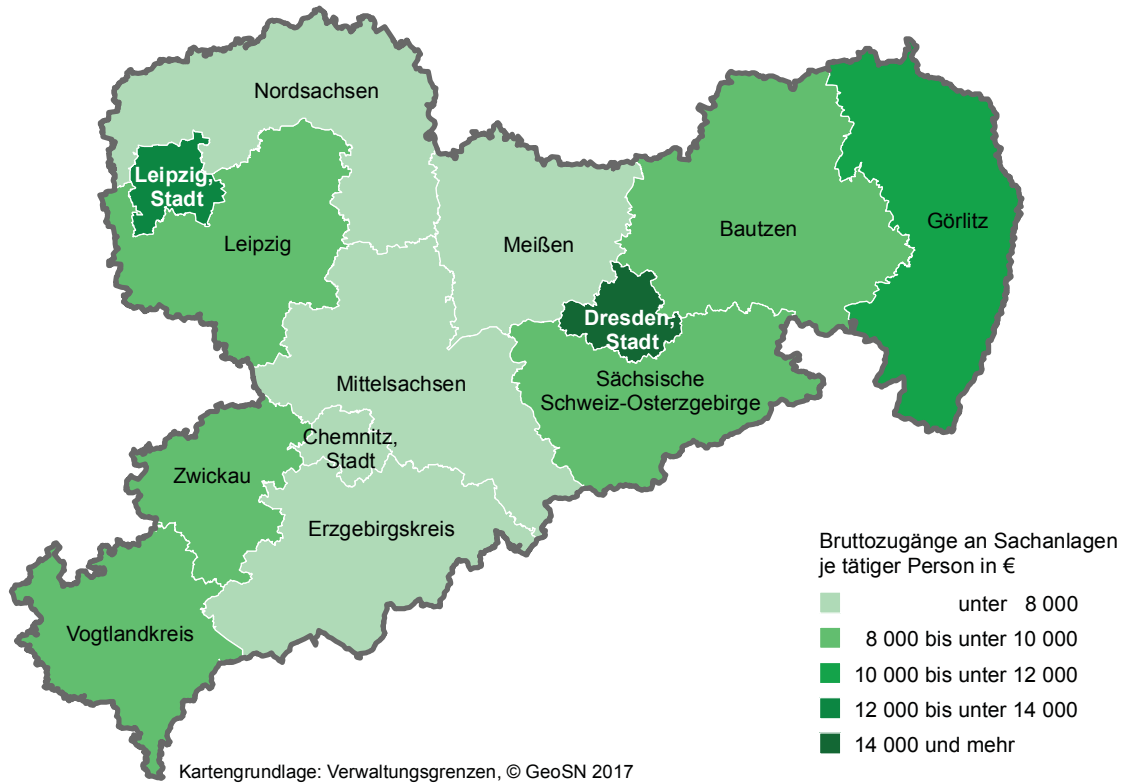 Nordsachsen
Leipzig,
Stadt
Leipzig
Meißen
Bautzen
Görlitz
Dresden,
Stadt
Mittelsachsen
Sächsische
Schweiz-Osterzgebirge
Chemnitz,
Stadt
Zwickau
Erzgebirgskreis
Vogtlandkreis
Bruttozugänge an Sachanlagen
je tätiger Person in €
unter 8 000
8 000 bis unter 10 000
10 000 bis unter 12 000
12 000 bis unter 14 000
14 000 und mehr
Kartengrundlage: Verwaltungsgrenzen, © GeoSN 2017